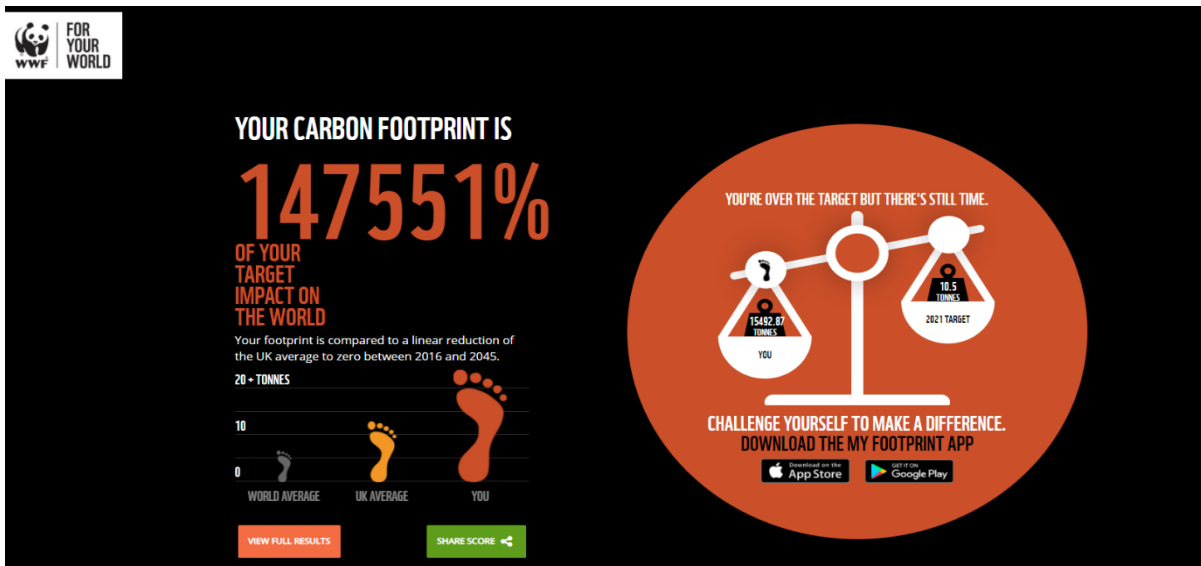 WWF
FOR
YOUR
WORLD
YOUR CARBON FOOTPRINT IS
147551%
OF YOUR
TARGET
IMPACT ON
THE WORLD
Your footprint is compared to a linear reduction of
the UK average to zero between 2016 and 2045.
20 + TONNES
10
0
WORLD AVERAGE
UK AVERAGE
YOU
VIEW FULL RESULTS
SHARE SCORE
YOU'RE OVER THE TARGET BUT THERE'S STILL TIME.
15492.87
TONNES
YOU
10.5
TONNES
2021 TARGET
CHALLENGE YOURSELF TO MAKE A DIFFERENCE.
DOWNLOAD THE MY FOOTPRINT APP
Download on the
App Store
GET IT ON
Google Play